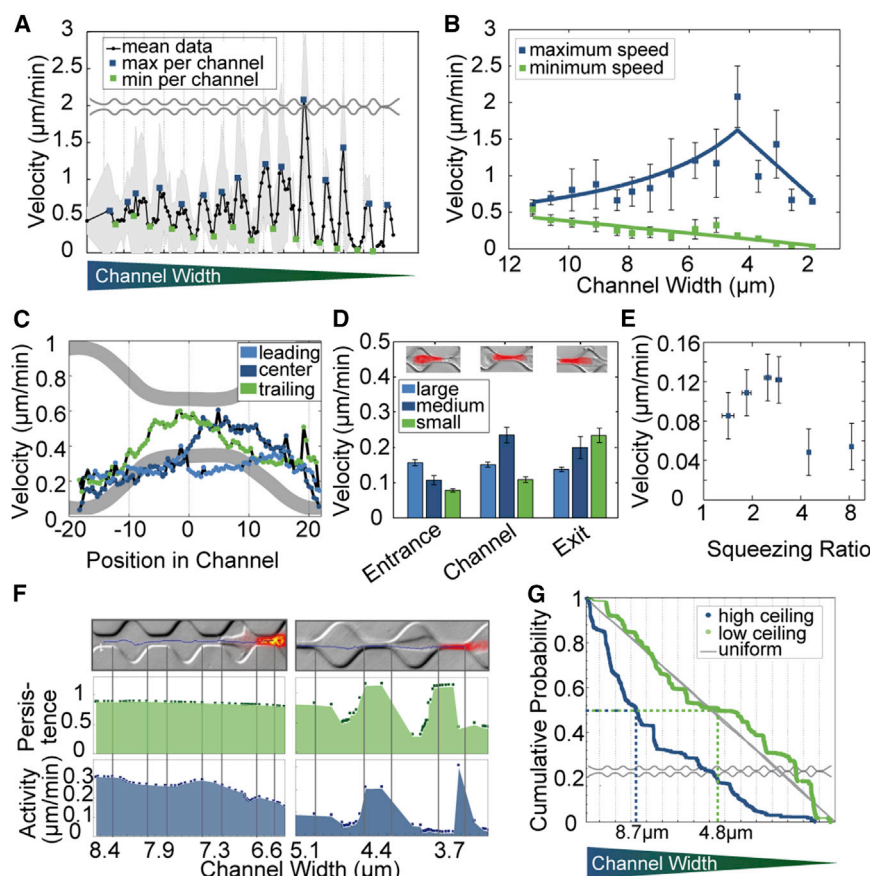 A
Velocity (μm/min)
3
2.5
2
1.5
1
0.5
0
mean data
max per channel
min per channel
Channel Width
B
Velocity (μm/min)
3
2.5
2
1.5
1
0.5
0
maximum speed
minimum speed
12 10 8 6 4 2
Channel Width (μm)
C
Velocity (μm/min)
1
0.8
0.6
0.4
0.2
0
leading
center
trailing
-20 -10 0 10 20
Position in Channel
D
Velocity (μm/min)
0.5
0.4
0.3
0.2
0.1
0
large
medium
small
Entrance Channel Exit
E
Velocity (μm/min)
0.16
0.12
0.08
0.04
0
1 2 4 8
Squeezing Ratio
F
Persis-
tence
1
0.5
0
Activity
(μm/min)
0.3
0.2
0.1
0
8.4 7.9 7.3 6.6 5.1 4.4 3.7
Channel Width (μm)
G
Cumulative Probability
1
0.8
0.6
0.4
0.2
0
high ceiling
low ceiling
uniform
8.7μm 4.8μm
Channel Width